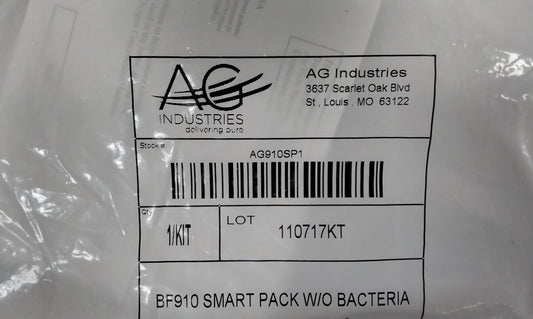 AG
INDUSTRIES
delivering pure
AG Industries
3637 Scarlet Oak Blvd
St , Louis . MO 63122
Stock#
AG910SP1
Qty
1/KIT
LOT
110717KT
BF910 SMART PACK W/O BACTERIA